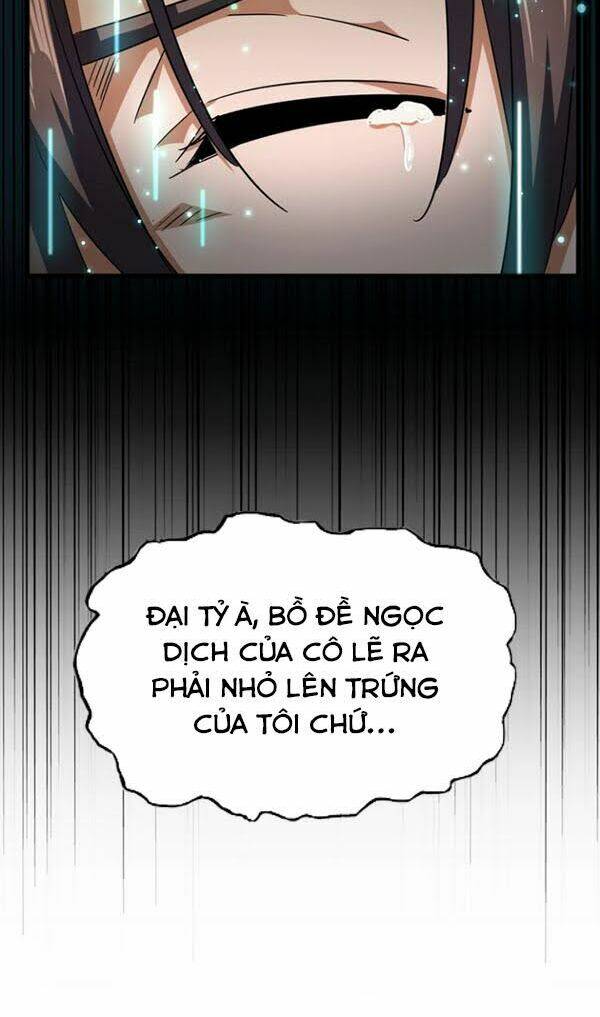 ĐẠI TỶ À, BỒ ĐỀ NGỌC
DỊCH CỦA CÔ LẼ RA
PHẢI NHỎ LÊN TRỨNG
CỦA TÔI CHỨ...